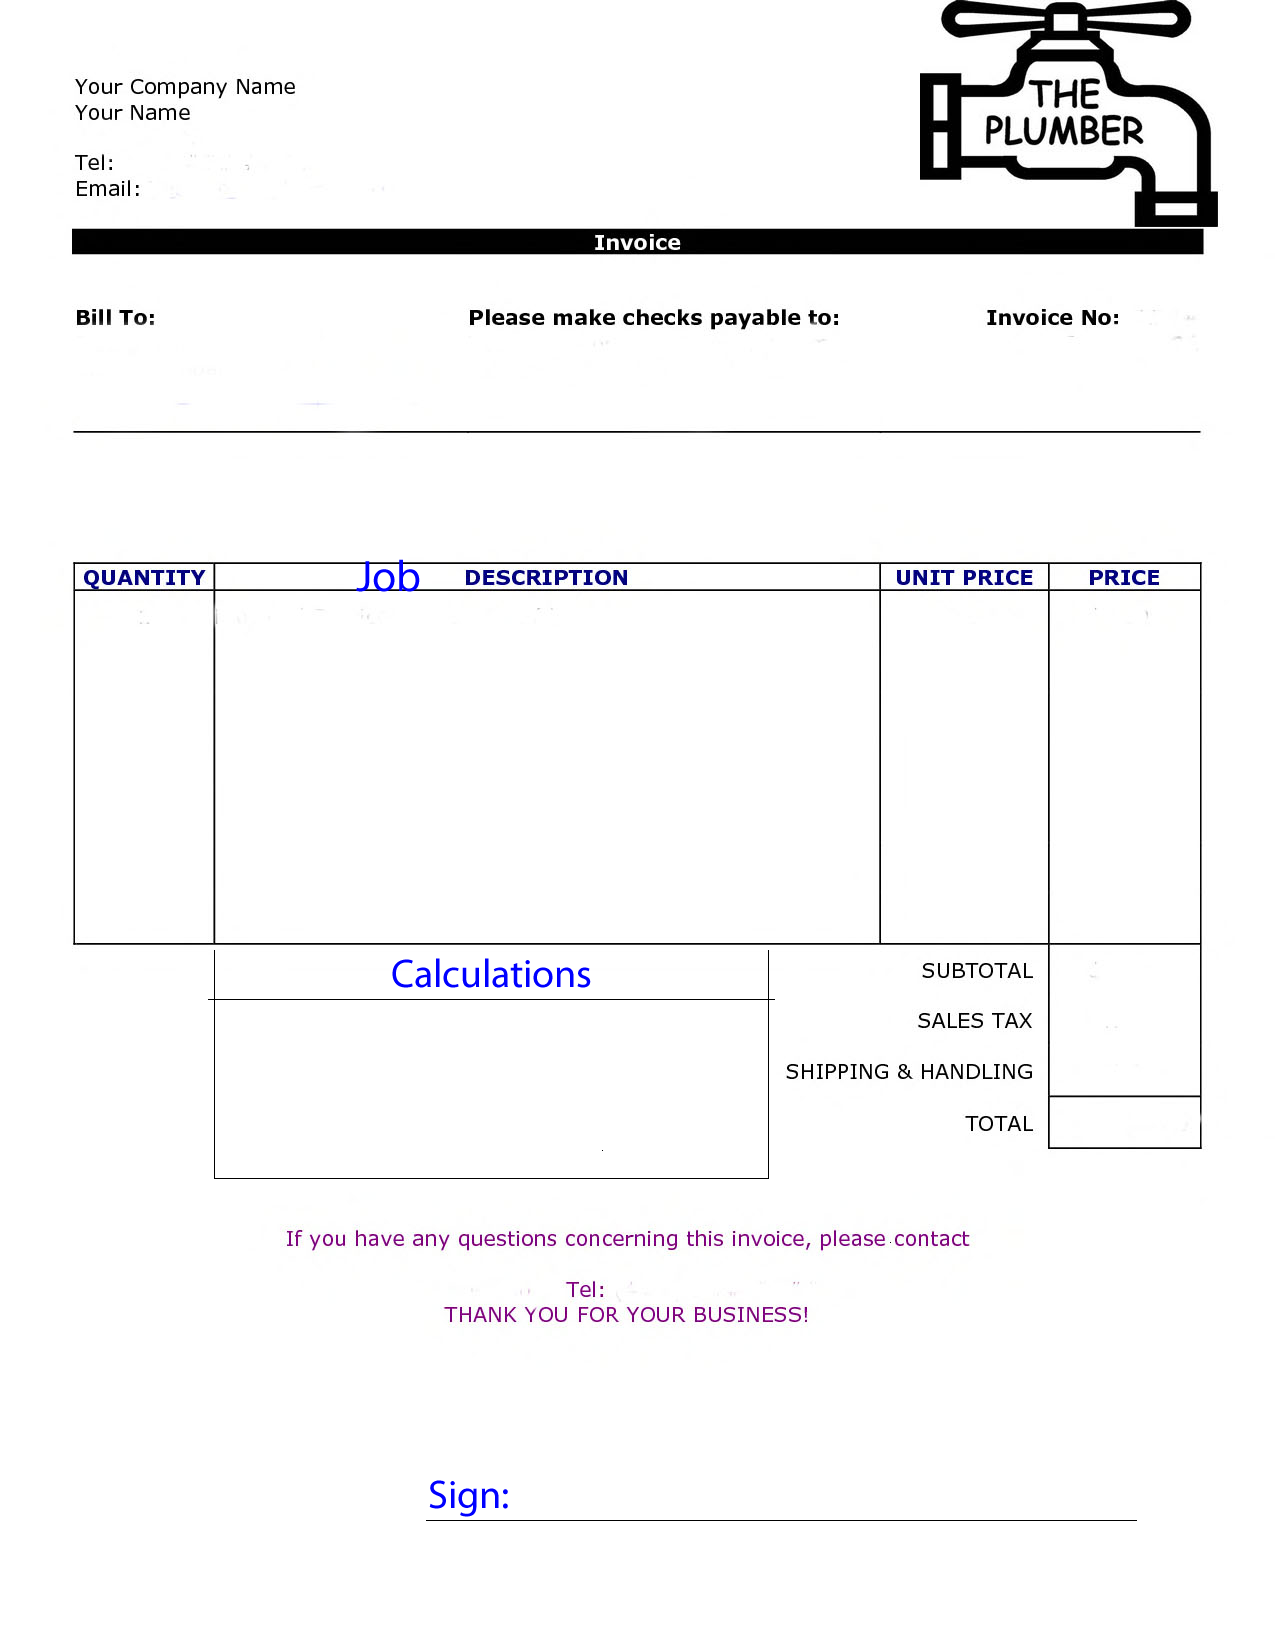 THE
PLUMBER
Your Company Name
Your Name
Tel:
Email:
Invoice
Bill To: Please make checks payable to: Invoice No:
QUANTITY Job DESCRIPTION UNIT PRICE PRICE
Calculations
SUBTOTAL
SALES TAX
SHIPPING & HANDLING
TOTAL
If you have any questions concerning this invoice, please contact
Tel:
THANK YOU FOR YOUR BUSINESS!
Sign: